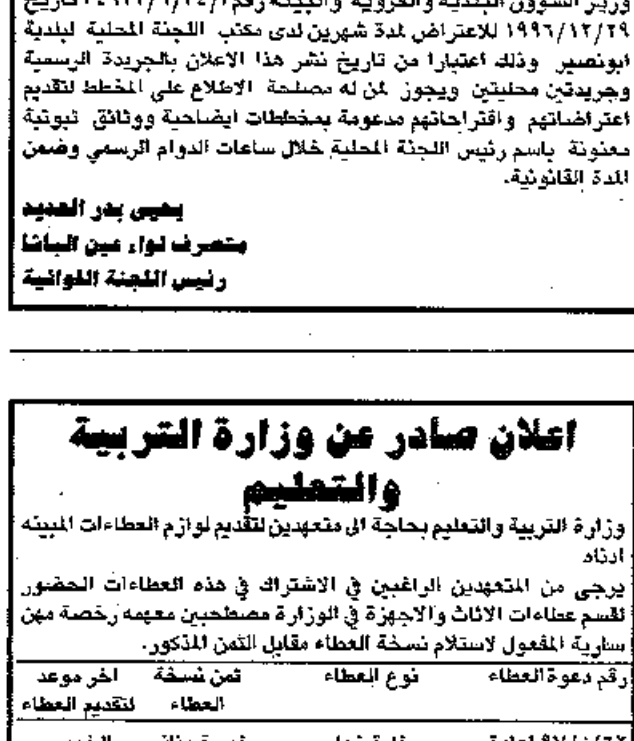 وزير الشؤون البلدية والقروية والبيئة رقم
١٩٩٦/١٢/٢٩ للاعتراض لمدة شهرين لدى مكتب اللجنة المحلية لبلدية
ابونصير وذلك اعتبارا من تاريخ نشر هذا الاعلان بالجريدة الرسمية
وجريدتين محليتين ويجوز لمن له مصلحة الاطلاع على المخطط لتقديم
اعتراضاتهم واقتراحاتهم مدعومة بمخططات ايضاحية ووثائق ثبوتية
معنونة باسم رئيس اللجنة المحلية خلال ساعات الدوام الرسمي وضمن
المدة القانونية.
يحيى بدر الحديد
متصرف لواء عين الباشا
رئيس اللجنة اللوائية
اعلان صادر عن وزارة التربية
والتعليم
وزارة التربية والتعليم بحاجة الى متعهدين لتقديم لوازم العطاءات المبينه
ادناه
يرجى من المتعهدين الراغبين في الاشتراك في هذه العطاءات الحضور
لقسم عطاءات الاثاث والاجهزة في الوزارة مصطحبين معهم رخصة مهن
سارية المفعول لاستلام نسخة العطاء مقابل الثمن المذكور.
رقم دعوة العطاء نوع العطاء ثمن نسخة اخر موعد
العطاء لتقديم العطاء